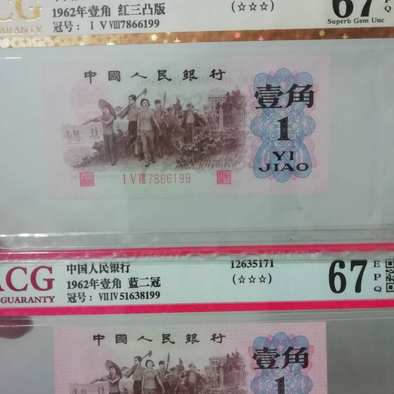 CG
GUARANTY
1962年壹角 红三凸版
冠号: I V VIII7866199
(☆☆☆)
67
P
Q
Superb Gem Unc
中國人民銀行
壹角
1
YI
JIAO
I V VIII 7866199
ACG
GUARANTY
中国人民银行
1962年壹角 蓝二冠
冠号: VII IV 51638199
12635171
(☆☆☆)
67
E
P
Q
中國人民銀行
壹角
1